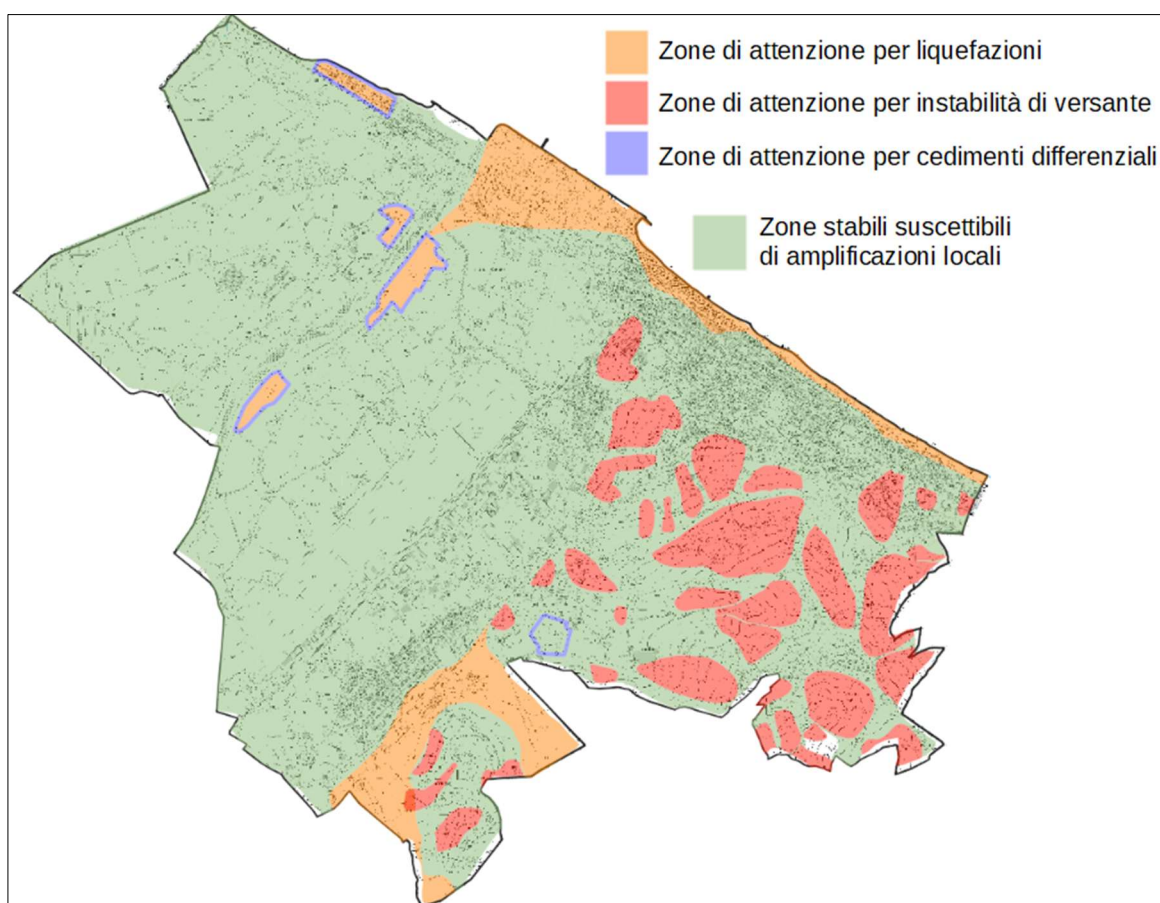 Zone di attenzione per liquefazioni
Zone di attenzione per instabilità di versante
Zone di attenzione per cedimenti differenziali
Zone stabili suscettibili
di amplificazioni locali